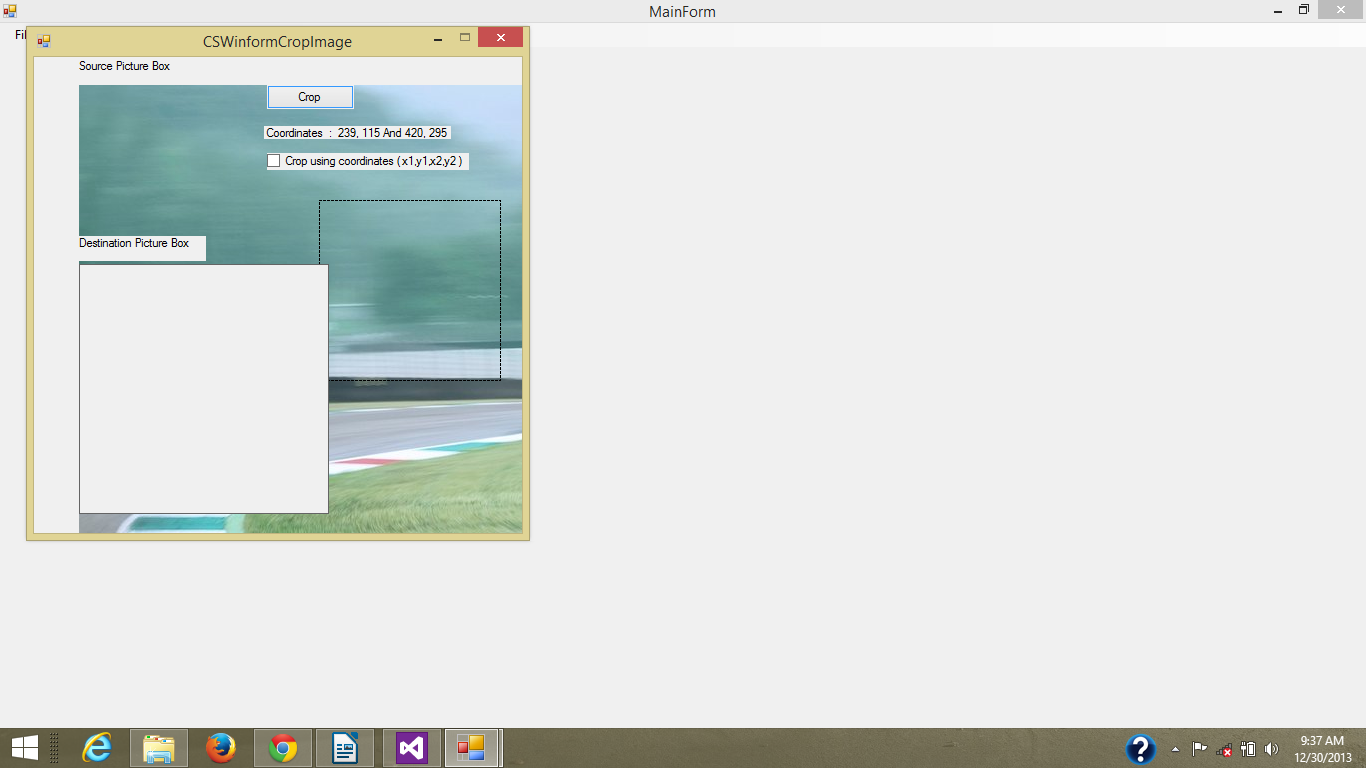 MainForm
Fil
CSWinformCropImage
Source Picture Box
Crop
Coordinates : 239, 115 And 420, 295
Crop using coordinates (x1,y1,x2,y2 )
Destination Picture Box
9:37 AM
12/30/2013